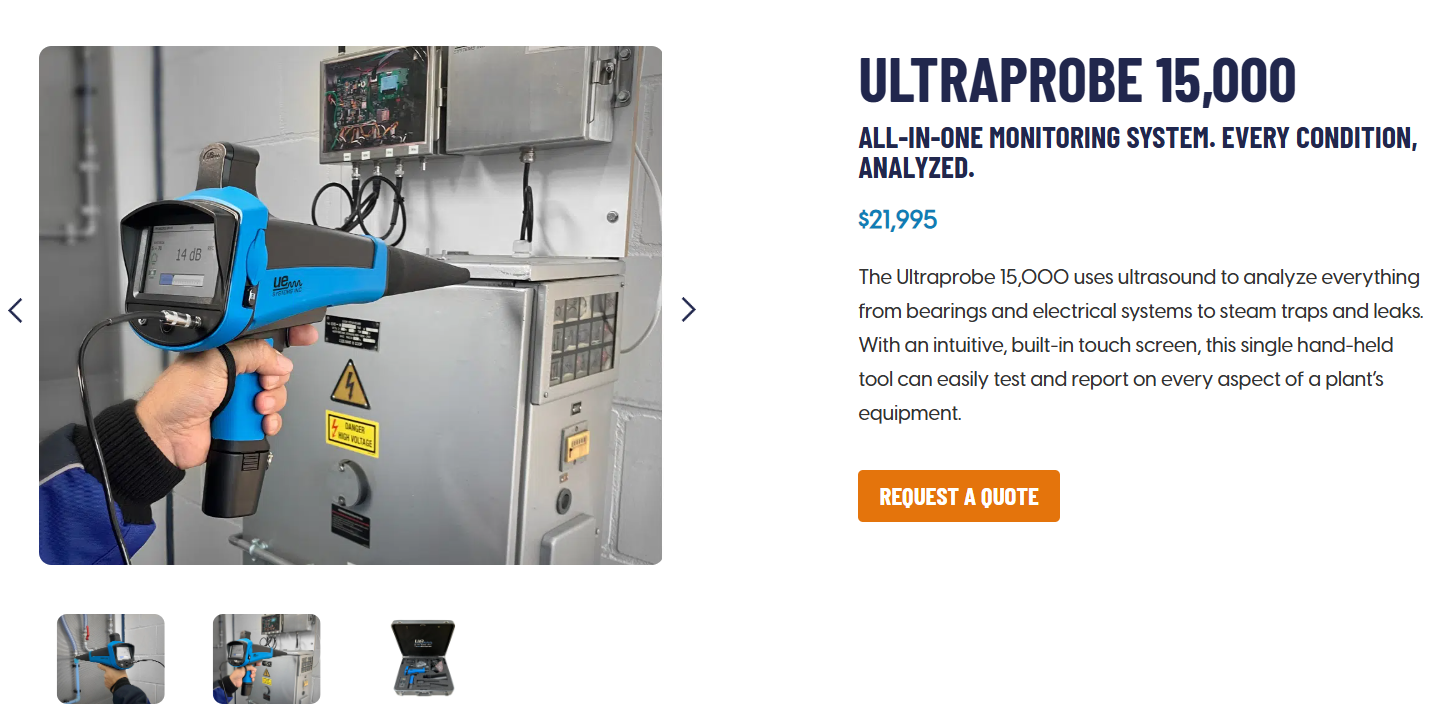 ULTRAPROBE 15,000
ALL-IN-ONE MONITORING SYSTEM. EVERY CONDITION,
ANALYZED.
$21,995
The Ultraprobe 15,000 uses ultrasound to analyze everything
from bearings and electrical systems to steam traps and leaks.
With an intuitive, built-in touch screen, this single hand-held
tool can easily test and report on every aspect of a plant’s
equipment.
REQUEST A QUOTE
14 dB
ue
SYSTEMS INC
DANGER
HIGH VOLTAGE